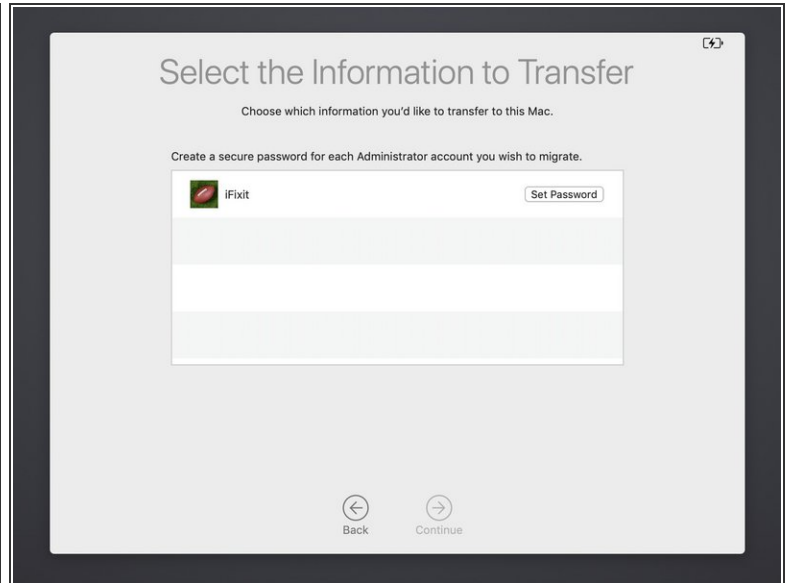 Select the Information to Transfer
Choose which information you'd like to transfer to this Mac.
Create a secure password for each Administrator account you wish to migrate.
iFixit Set Password
Back Continue